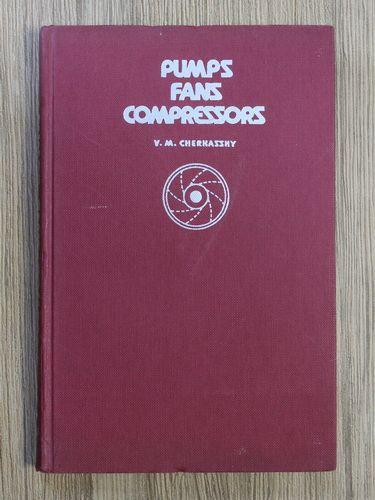 PUMPS
FANS
COMPRESSORS
V. M. CHERKASSKY